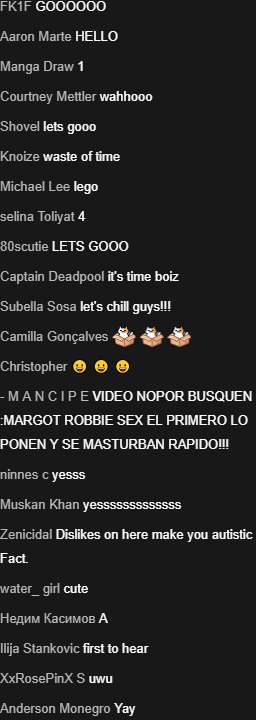 FK1F GOOOOOO
Aaron Marte HELLO
Manga Draw 1
Courtney Mettler wahhooo
Shovel lets gooo
Knoize waste of time
Michael Lee lego
selina Toliyat 4
80scutie LETS GOOO
Captain Deadpool it's time boiz
Subella Sosa let's chill guys!!!
Camilla Gonçalves
Christopher 😀 😀 😀
- M A N C I P E VIDEO NOPOR BUSQUEN
:MARGOT ROBBIE SEX EL PRIMERO LO
PONEN Y SE MASTURBAN RAPIDO!!!
ninnes c yesss
Muskan Khan yesssssssssssss
Zenicidal Dislikes on here make you autistic
Fact.
water_ girl cute
Недим Касимов А
Ilija Stankovic first to hear
XxRosePinX S uwu
Anderson Monegro Yay